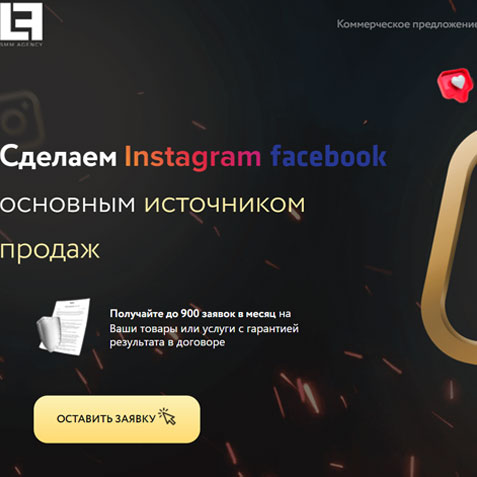 SMM AGENCY
Коммерческое предложение
Сделаем Instagram facebook
основным источником
продаж
Получайте до 900 заявок в месяц на
Ваши товары или услуги с гарантией
результата в договоре
ОСТАВИТЬ ЗАЯВКУ